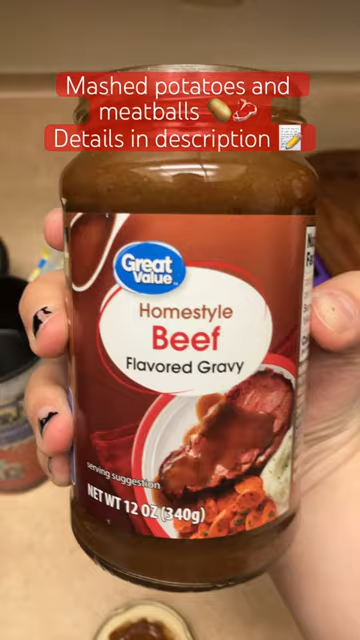 Mashed potatoes and
meatballs 🥔🥩
Details in description 📝
Great
Value
Homestyle
Beef
Flavored Gravy
serving suggestion
NET WT 12 OZ (340g)